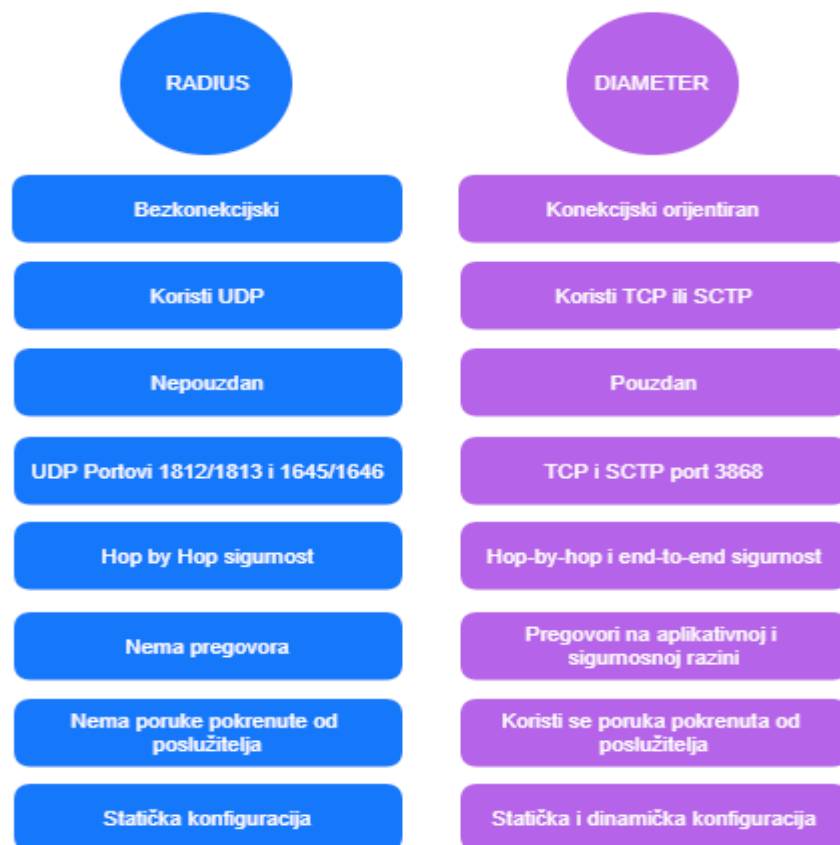 RADIUS
DIAMETER
Bezkonekcijski
Konekcijski orijentiran
Koristi UDP
Koristi TCP ili SCTP
Nepouzdan
Pouzdan
UDP Portovi 1812/1813 i 1645/1646
TCP i SCTP port 3868
Hop by Hop sigurnost
Hop-by-hop i end-to-end sigurnost
Nema pregovora
Pregovori na aplikativnoj i
sigurnosnoj razini
Nema poruke pokrenute od
poslužitelja
Koristi se poruka pokrenuta od
poslužitelja
Statička konfiguracija
Statička i dinamička konfiguracija